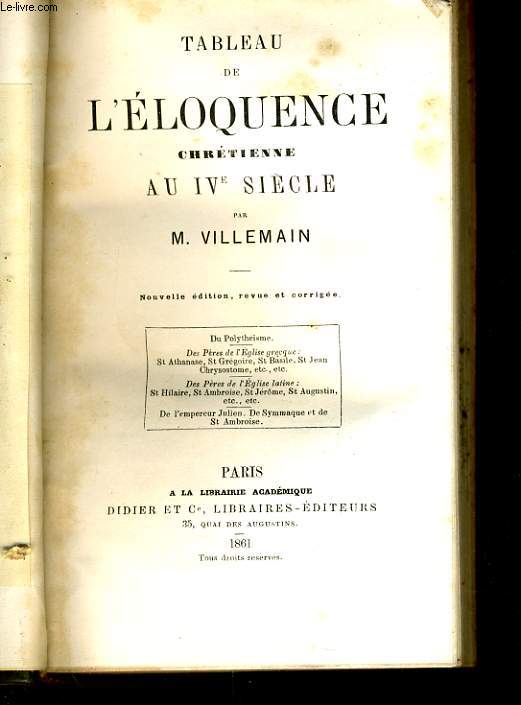 Le-livre.com
TABLEAU
DE
L'ÉLOQUENCE
CHRÉTIENNE
AU IVE SIÈCLE
PAR
M. VILLEMAIN
Nouvelle édition, revue et corrigée.
Du Polythéisme.
Des Pères de l'Eglise grecque :
St Athanase, St Grégoire, St Basile, St Jean
Chrysostome, etc., etc.
Des Pères de l'Église latine :
St Hilaire, St Ambroise, St Jérôme, St Augustin,
etc., etc.
De l'empereur Julien. De Symmaque et de
St Ambroise.
PARIS
A LA LIBRAIRIE ACADÉMIQUE
DIDIER ET Ce, LIBRAIRES-ÉDITEURS
35, QUAI DES AUGUSTINS.
1861
Tous droits réservés.